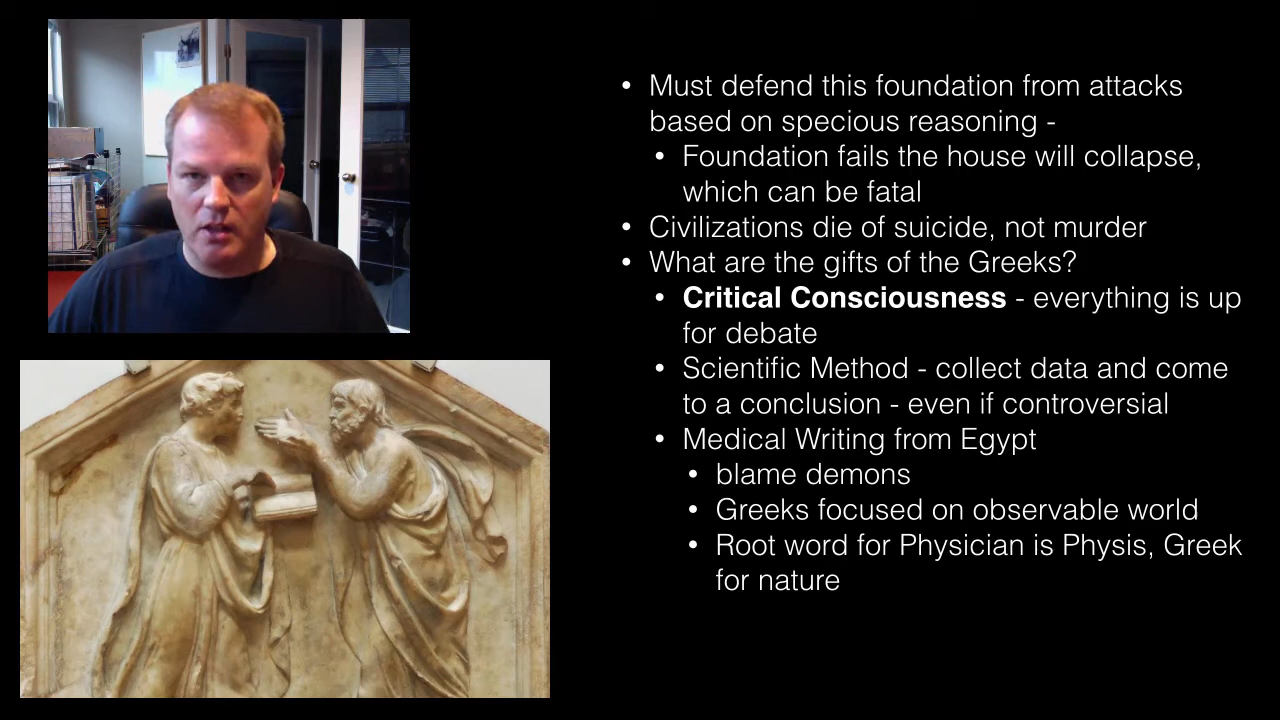 • Must defend this foundation from attacks
based on specious reasoning -
• Foundation fails the house will collapse,
which can be fatal
• Civilizations die of suicide, not murder
• What are the gifts of the Greeks?
• Critical Consciousness - everything is up
for debate
• Scientific Method - collect data and come
to a conclusion - even if controversial
• Medical Writing from Egypt
• blame demons
• Greeks focused on observable world
• Root word for Physician is Physis, Greek
for nature